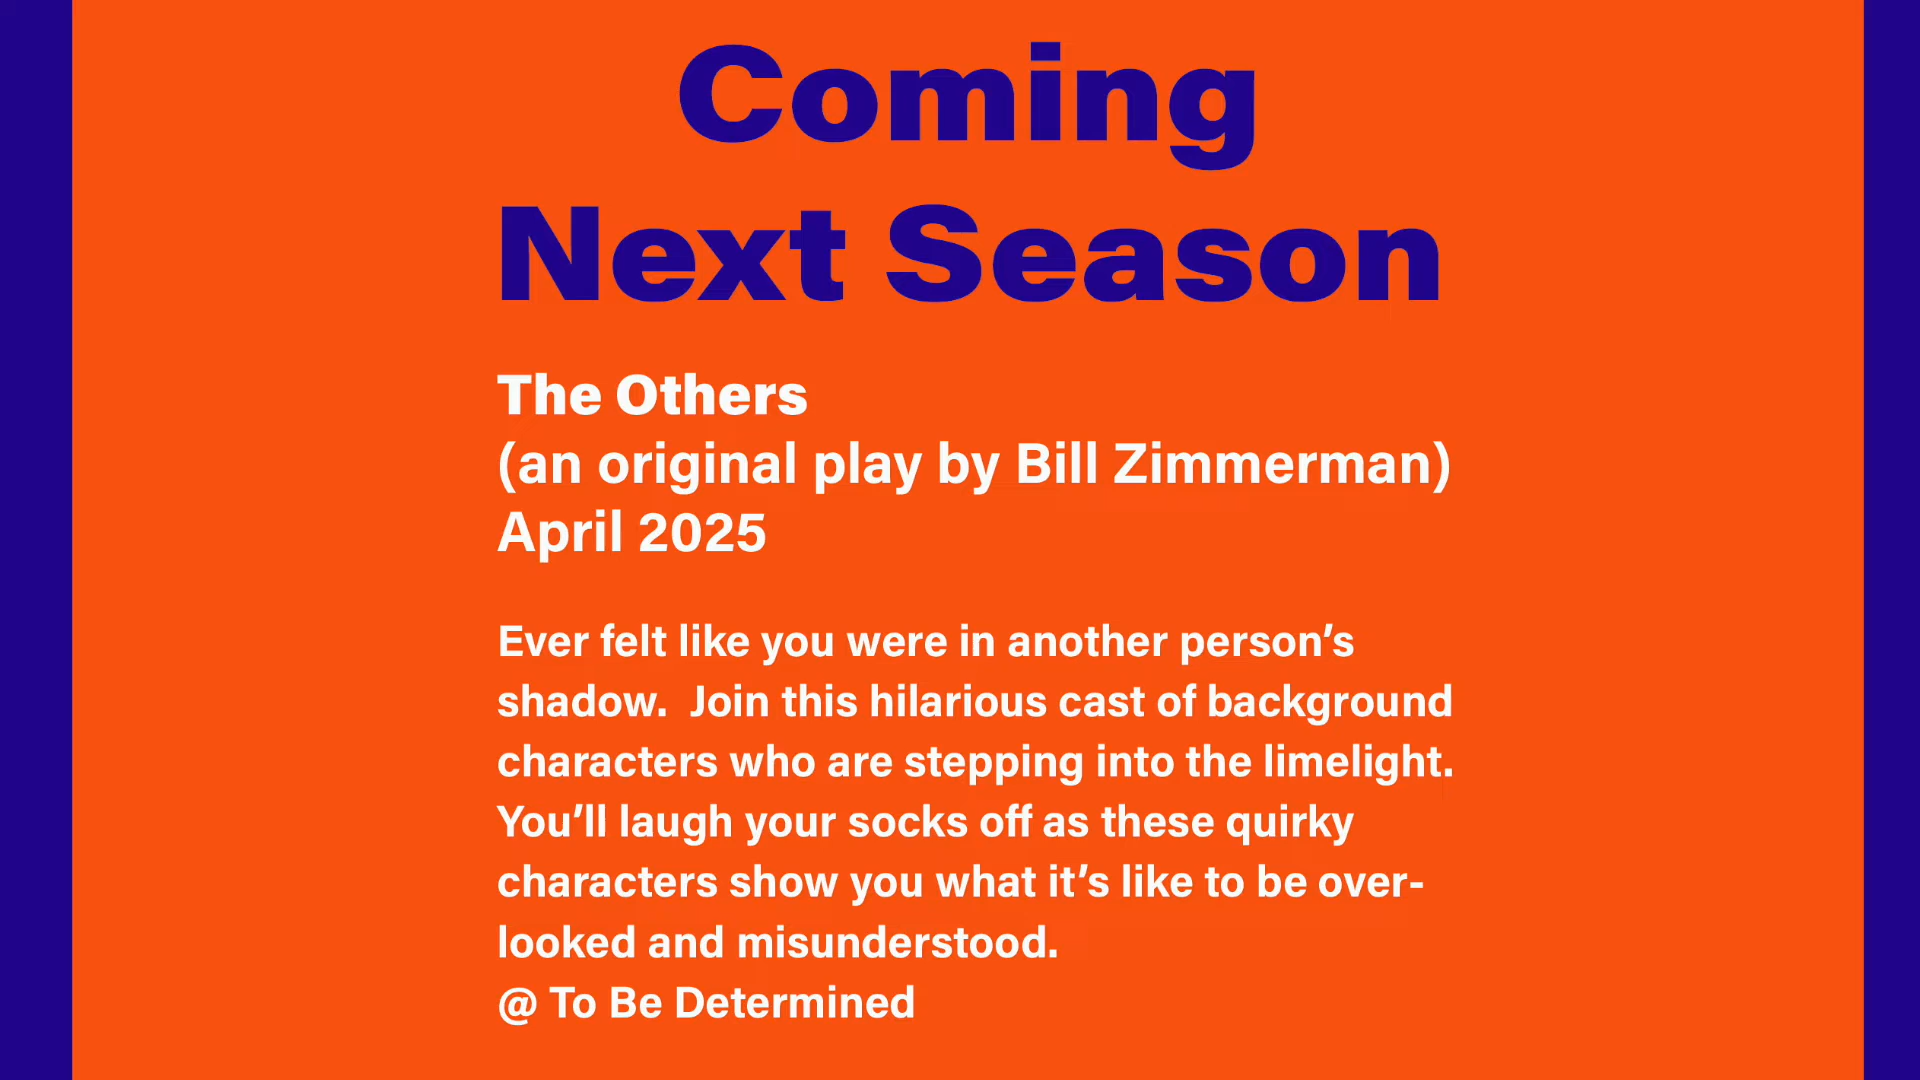 Coming
Next Season
The Others
(an original play by Bill Zimmerman)
April 2025
Ever felt like you were in another person’s
shadow.  Join this hilarious cast of background
characters who are stepping into the limelight.
You’ll laugh your socks off as these quirky
characters show you what it’s like to be over-
looked and misunderstood.
@ To Be Determined